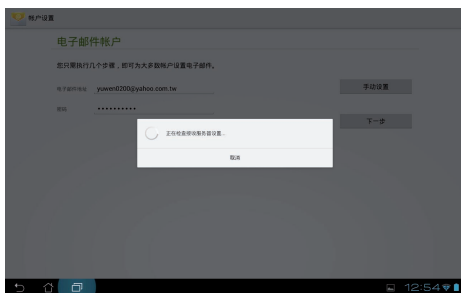 帐户设置
电子邮件帐户
您只需执行几个步骤，即可为大多数帐户设置电子邮件。
电子邮件地址 yuwen0200@yahoo.com.tw
手动设置
密码 ••••••••••
下一步
正在检查接收服务器设置...
取消
12:54